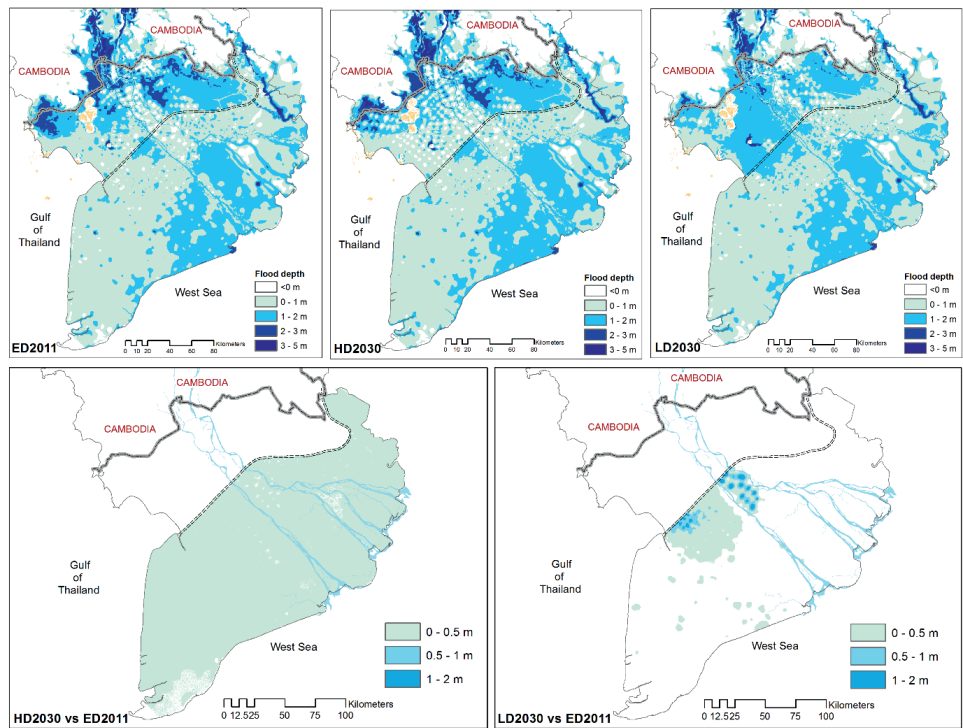 CAMBODIA
CAMBODIA
Gulf
of Thailand
West Sea
Flood depth
<0 m
0 - 1 m
1 - 2 m
2 - 3 m
3 - 5 m
Kilometers
0 10 20 40 60 80
ED2011
CAMBODIA
CAMBODIA
Gulf
of Thailand
West Sea
Flood depth
<0 m
0 - 1 m
1 - 2 m
2 - 3 m
3 - 5 m
Kilometers
0 10 20 40 60 80
HD2030
CAMBODIA
CAMBODIA
Gulf
of Thailand
West Sea
Flood depth
<0 m
0 - 1 m
1 - 2 m
2 - 3 m
3 - 5 m
Kilometers
0 10 20 40 60 80
LD2030
CAMBODIA
CAMBODIA
Gulf
of
Thailand
West Sea
0 - 0.5 m
0.5 - 1 m
1 - 2 m
Kilometers
0 12.525 50 75 100
HD2030 vs ED2011
CAMBODIA
CAMBODIA
Gulf
of
Thailand
West Sea
0 - 0.5 m
0.5 - 1 m
1 - 2 m
Kilometers
0 12.525 50 75 100
LD2030 vs ED2011